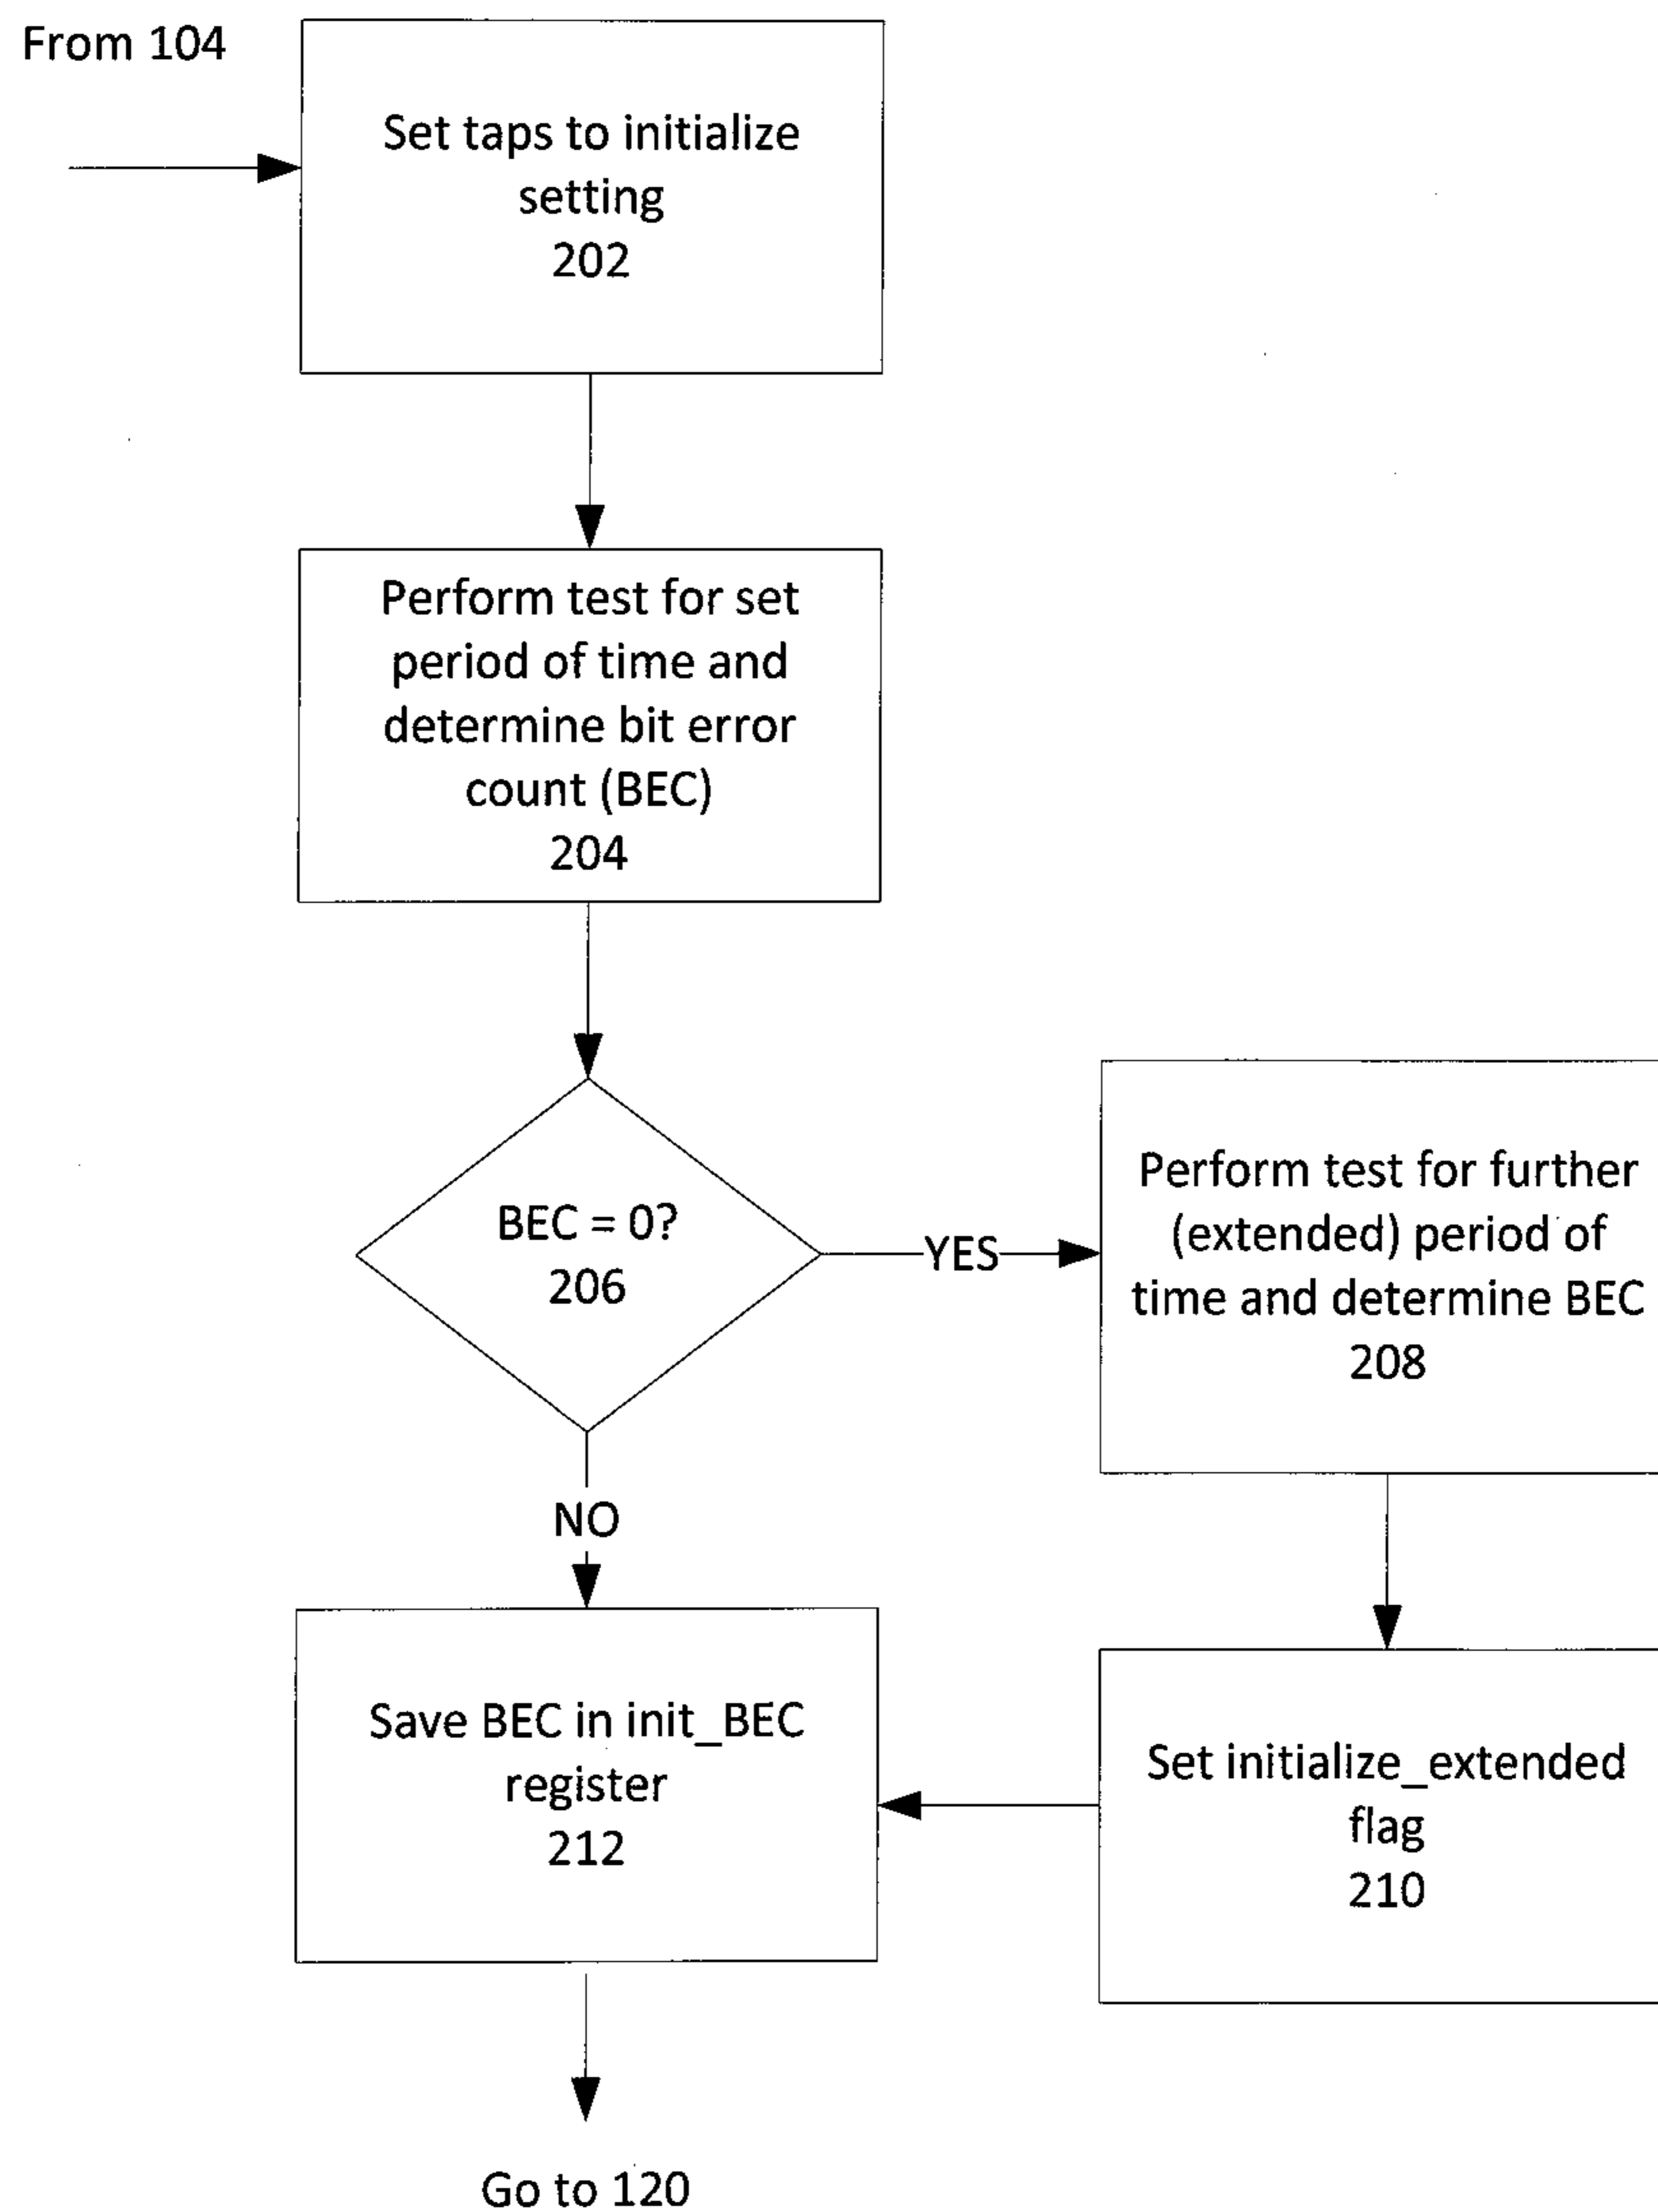 From 104
Set taps to initialize
setting
202
Perform test for set
period of time and
determine bit error
count (BEC)
204
BEC = 0?
206
YES
Perform test for further
(extended) period of
time and determine BEC
208
NO
Save BEC in init_BEC
register
212
Set initialize_extended
flag
210
Go to 120